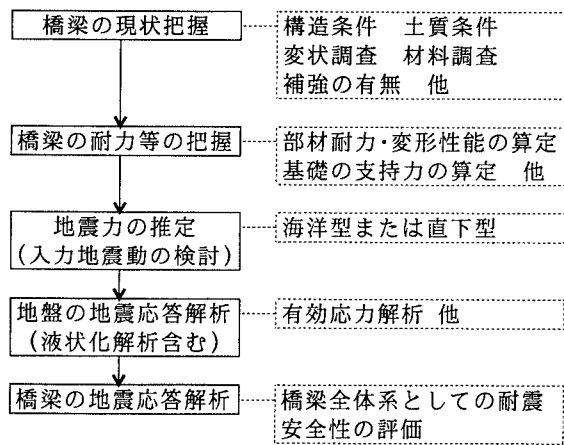 橋梁の現状把握
構造条件 土質条件
変状調査 材料調査
補強の有無 他
橋梁の耐力等の把握
部材耐力・変形性能の算定
基礎の支持力の算定 他
地震力の推定
(入力地震動の検討)
海洋型または直下型
地盤の地震応答解析
(液状化解析含む)
有効応力解析 他
橋梁の地震応答解析
橋梁全体系としての耐震
安全性の評価